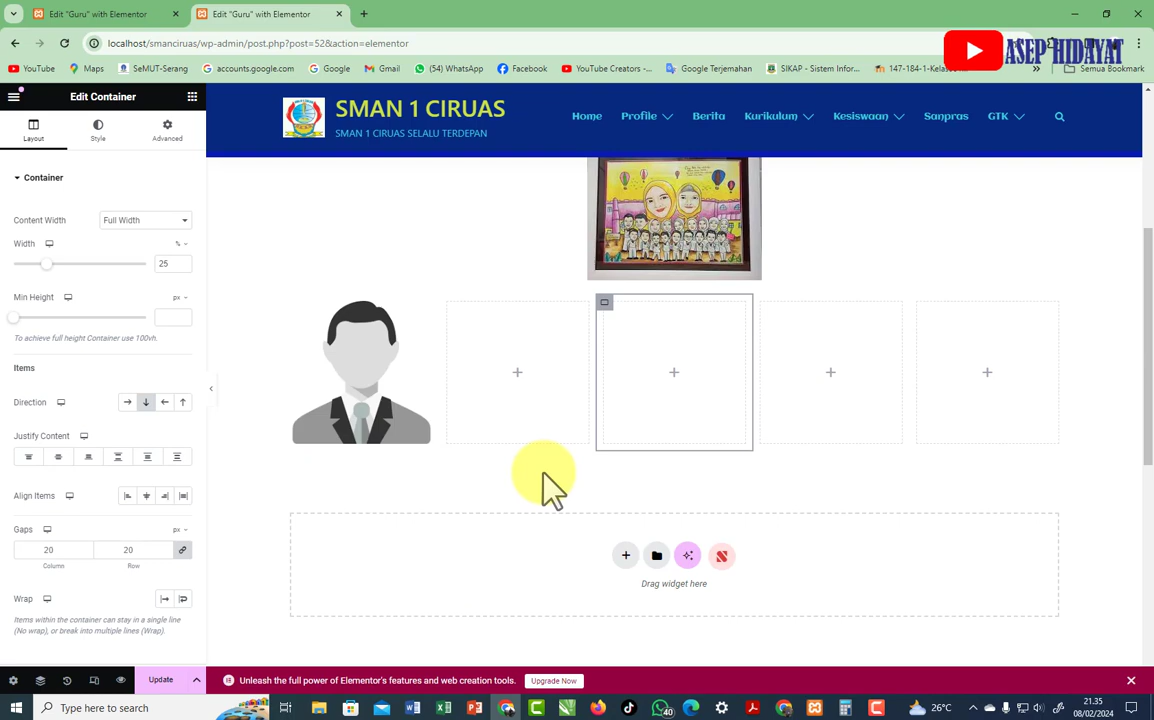 Edit "Guru" with Elementor
Edit "Guru" with Elementor
localhost/smanciruas/wp-admin/post.php?post=52&action=elementor
ASEP HIDAYAT
YouTube
Maps
SeMUT-Serang
accounts.google.com
Google
Gmail
(54) WhatsApp
Facebook
YouTube Creators -...
Google Terjemahan
SIKAP - Sistem Infor...
147-184-1-Kelas
Semua Bookmark
Edit Container
Layout
Style
Advanced
Container
Content Width
Full Width
Width
%
25
Min Height
px
To achieve full height Container use 100vh.
Items
Direction
Justify Content
Align Items
Gaps
px
20
20
Column
Row
Wrap
Items within the container can stay in a single line
(No wrap), or break into multiple lines (Wrap).
Update
SMAN 1 CIRUAS
SMAN 1 CIRUAS SELALU TERDEPAN
Home
Profile
Berita
Kurikulum
Kesiswaan
Sanpras
GTK
Drag widget here
Unleash the full power of Elementor's features and web creation tools.
Upgrade Now
Type here to search
40
26°C
21.35
08/02/2024